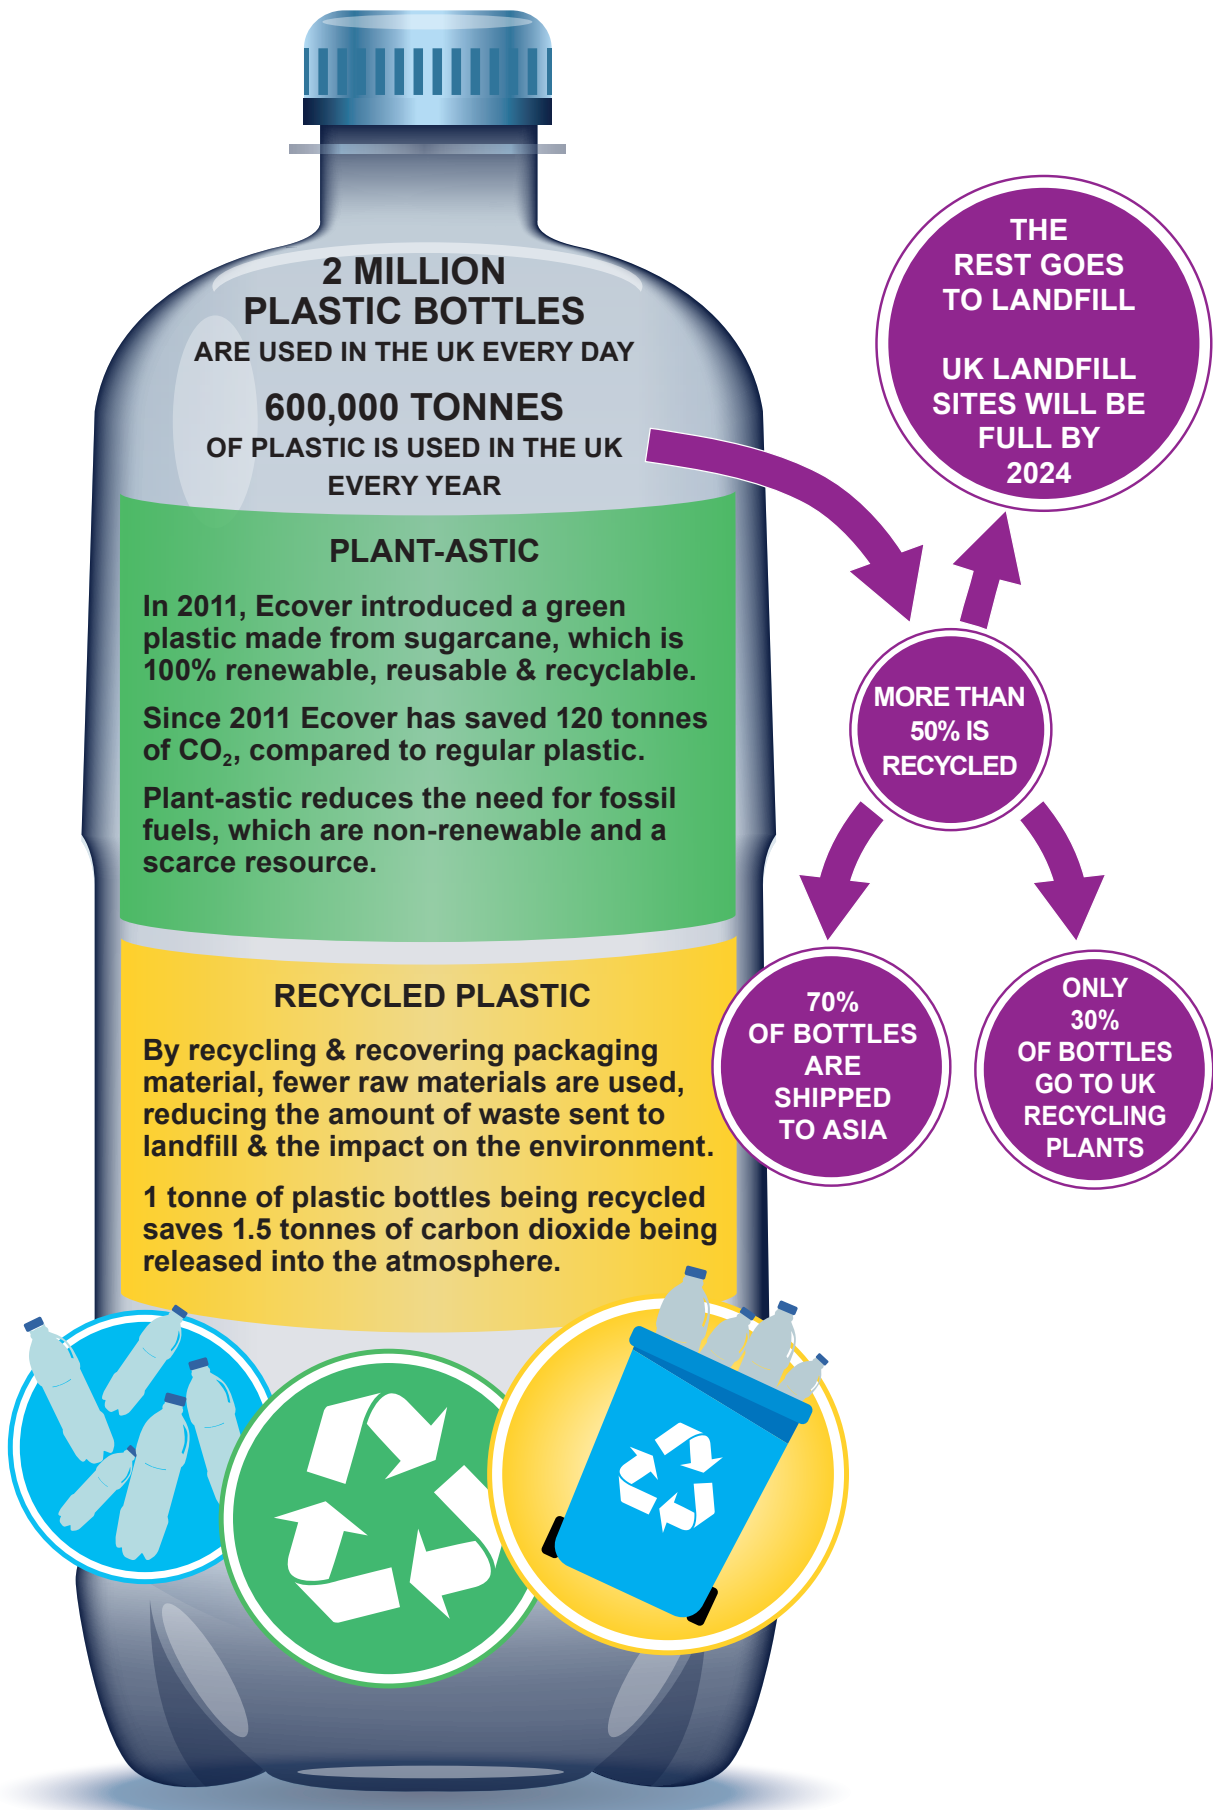 2 MILLION
PLASTIC BOTTLES
ARE USED IN THE UK EVERY DAY
600,000 TONNES
OF PLASTIC IS USED IN THE UK
EVERY YEAR
PLANT-ASTIC
In 2011, Ecover introduced a green
plastic made from sugarcane, which is
100% renewable, reusable & recyclable.
Since 2011 Ecover has saved 120 tonnes
of CO₂, compared to regular plastic.
Plant-astic reduces the need for fossil
fuels, which are non-renewable and a
scarce resource.
RECYCLED PLASTIC
By recycling & recovering packaging
material, fewer raw materials are used,
reducing the amount of waste sent to
landfill & the impact on the environment.
1 tonne of plastic bottles being recycled
saves 1.5 tonnes of carbon dioxide being
released into the atmosphere.
THE
REST GOES
TO LANDFILL
UK LANDFILL
SITES WILL BE
FULL BY
2024
MORE THAN
50% IS
RECYCLED
70%
OF BOTTLES
ARE
SHIPPED
TO ASIA
ONLY
30%
OF BOTTLES
GO TO UK
RECYCLING
PLANTS